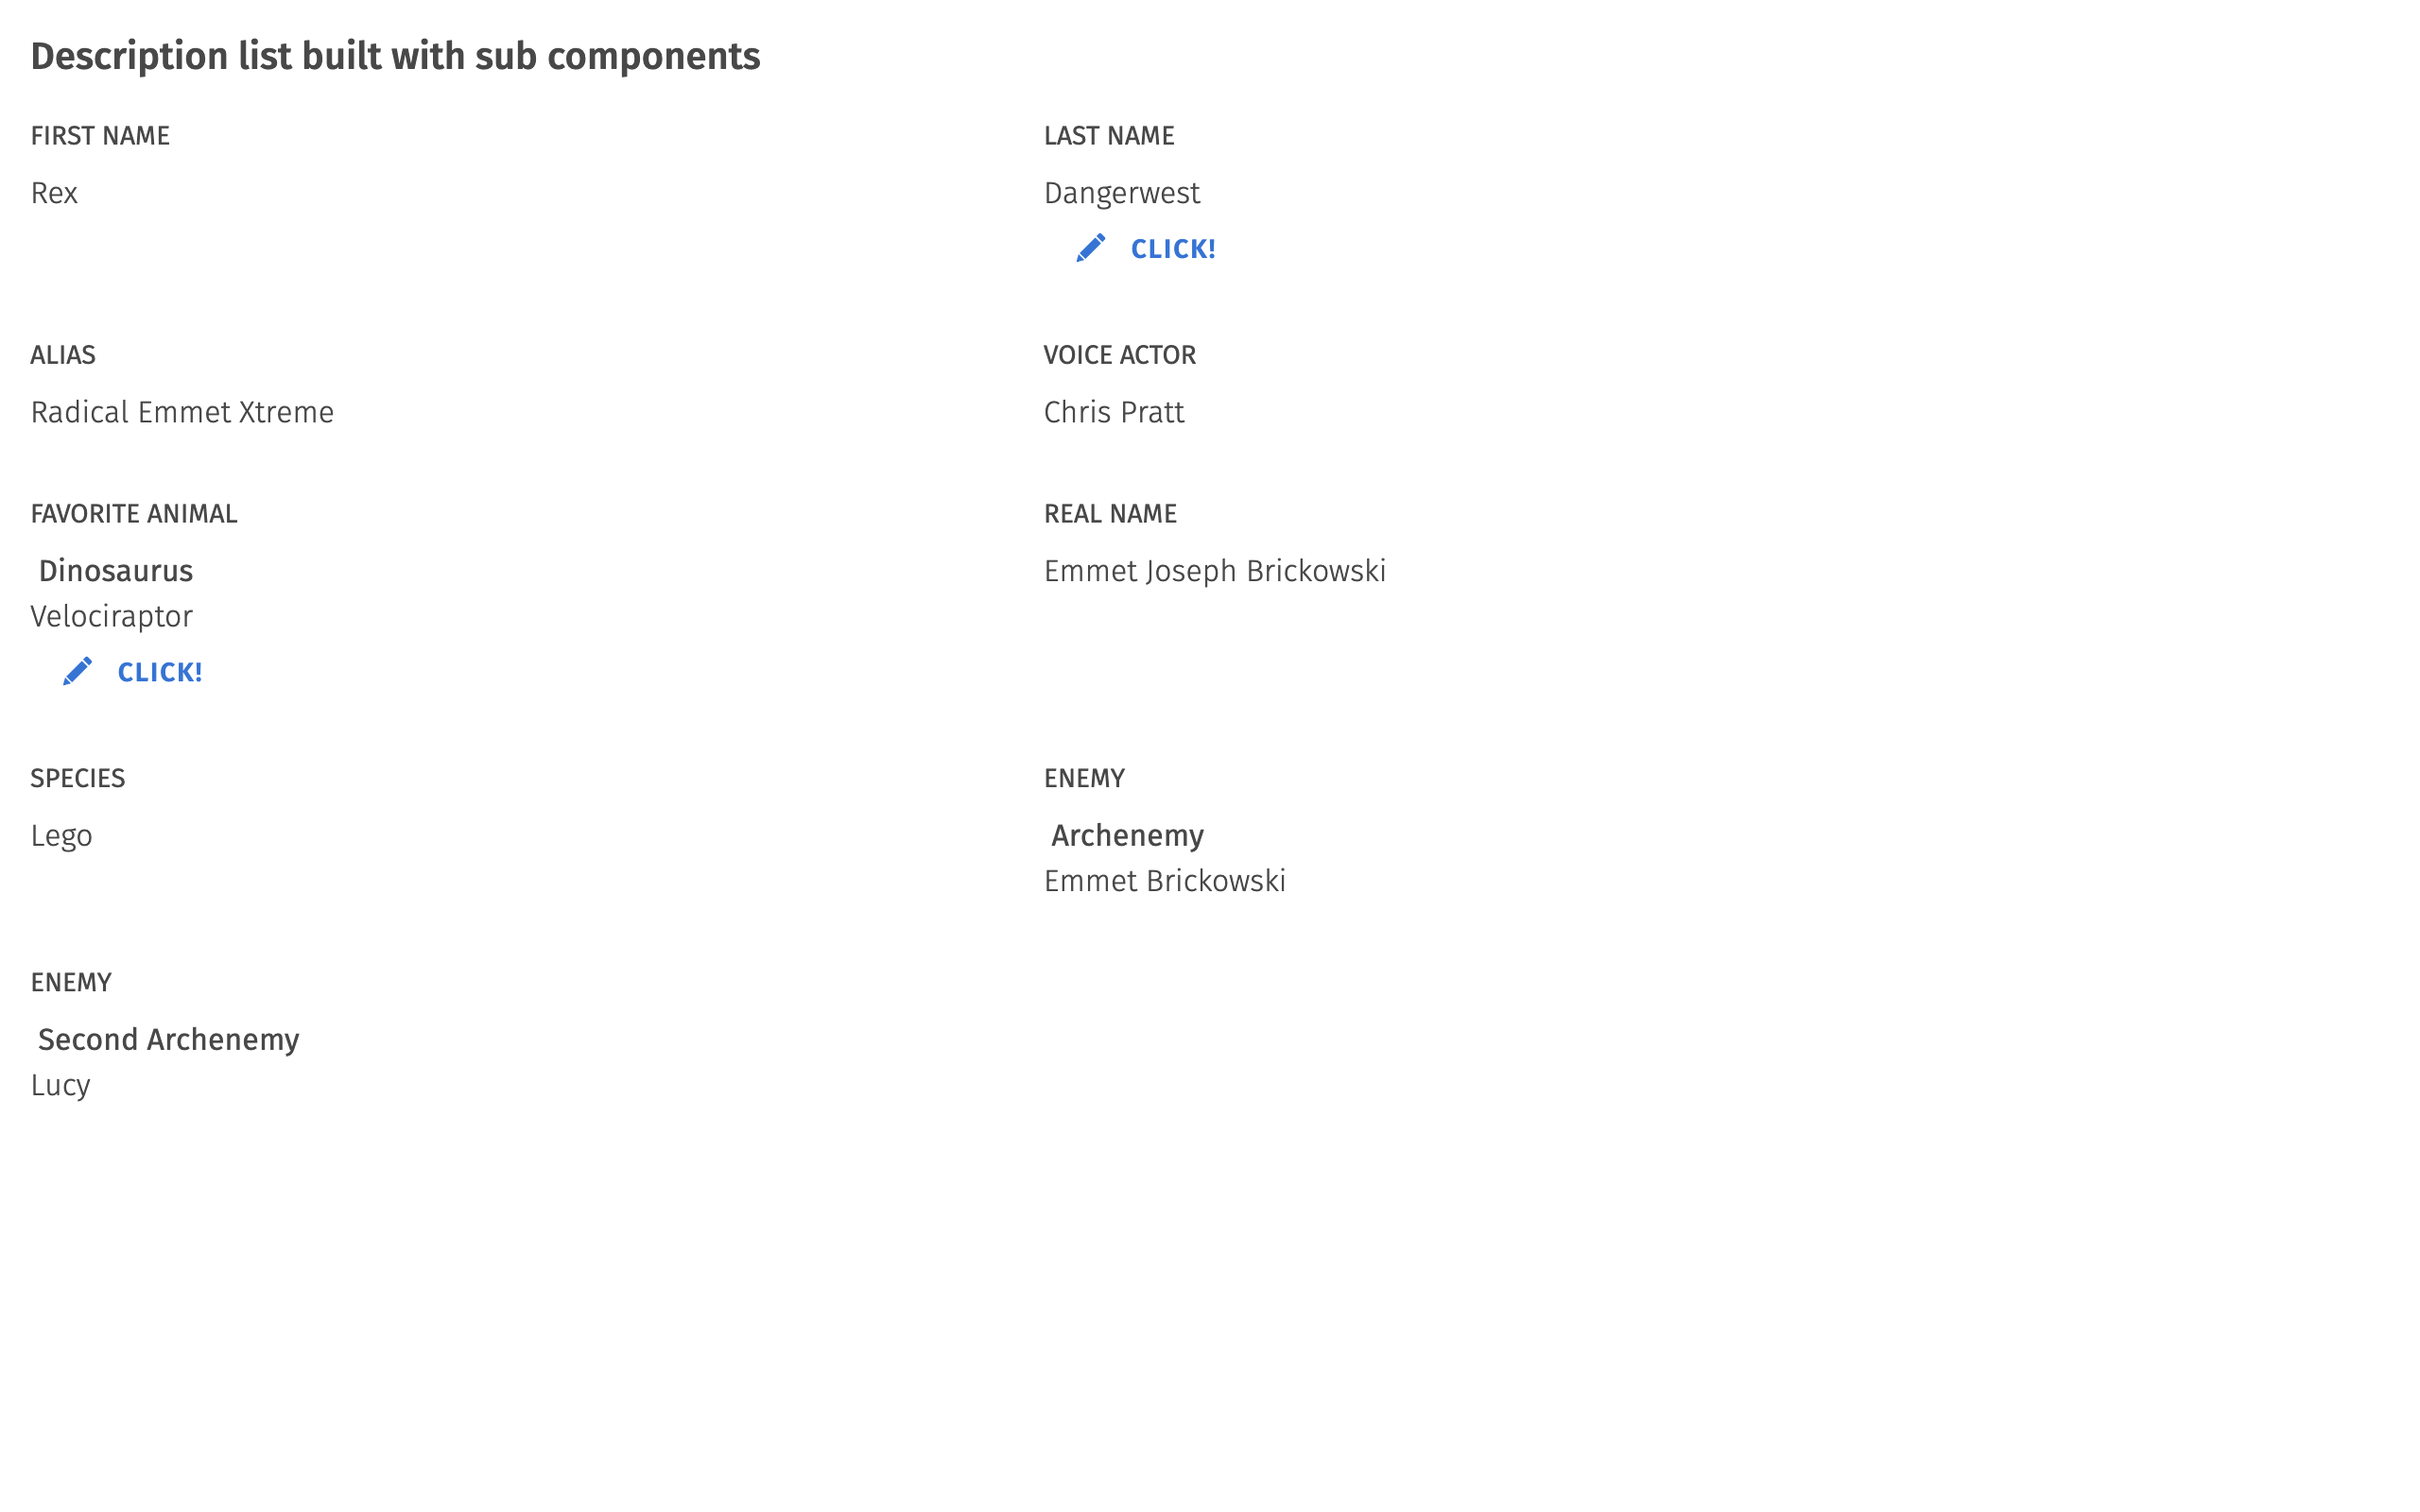 Description list built with sub components
FIRST NAME
Rex
LAST NAME
Dangerwest
CLICK!
ALIAS
Radical Emmet Xtreme
VOICE ACTOR
Chris Pratt
FAVORITE ANIMAL
Dinosaurus
Velociraptor
CLICK!
REAL NAME
Emmet Joseph Brickowski
SPECIES
Lego
ENEMY
Archenemy
Emmet Brickowski
ENEMY
Second Archenemy
Lucy